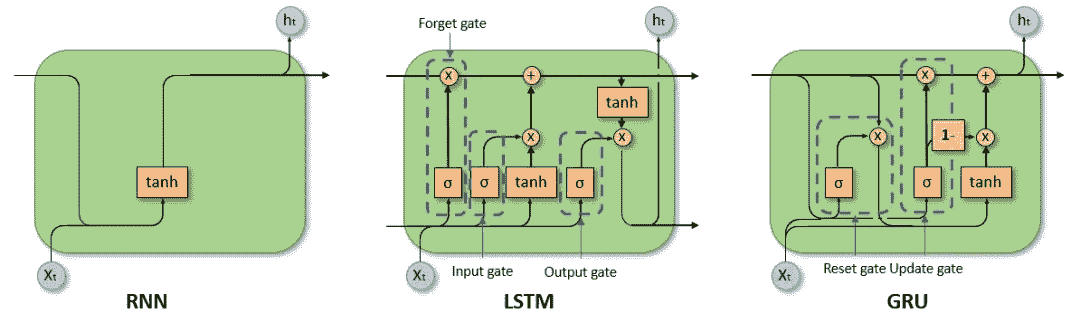 hₜ
tanh
Xₜ
RNN
Forget gate
hₜ
x
+
tanh
x
x
σ
σ
tanh
σ
Xₜ
Input gate
Output gate
LSTM
hₜ
x
+
x
1-
x
σ
σ
tanh
Xₜ
Reset gate Update gate
GRU